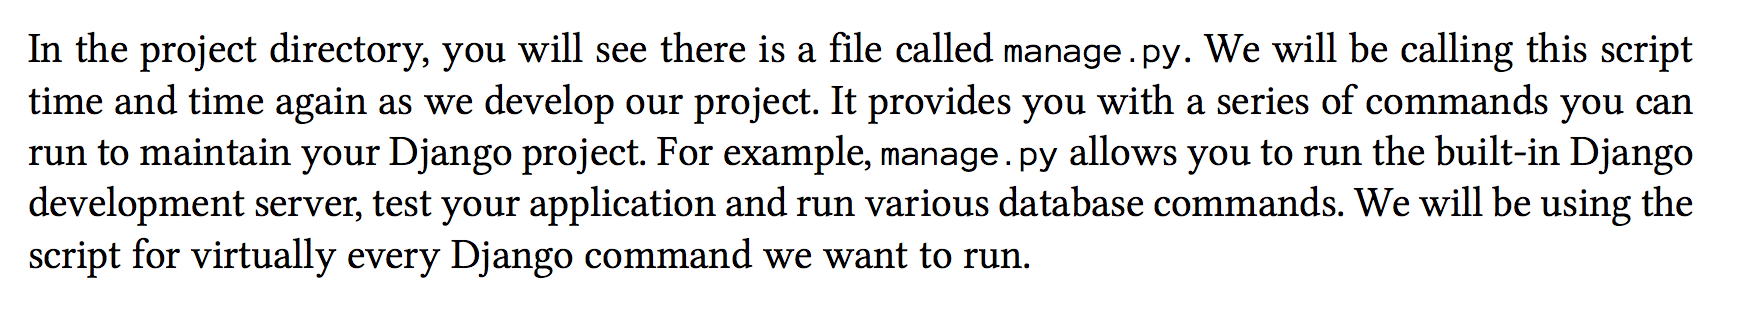 In the project directory, you will see there is a file called manage.py. We will be calling this script
time and time again as we develop our project. It provides you with a series of commands you can
run to maintain your Django project. For example, manage.py allows you to run the built-in Django
development server, test your application and run various database commands. We will be using the
script for virtually every Django command we want to run.